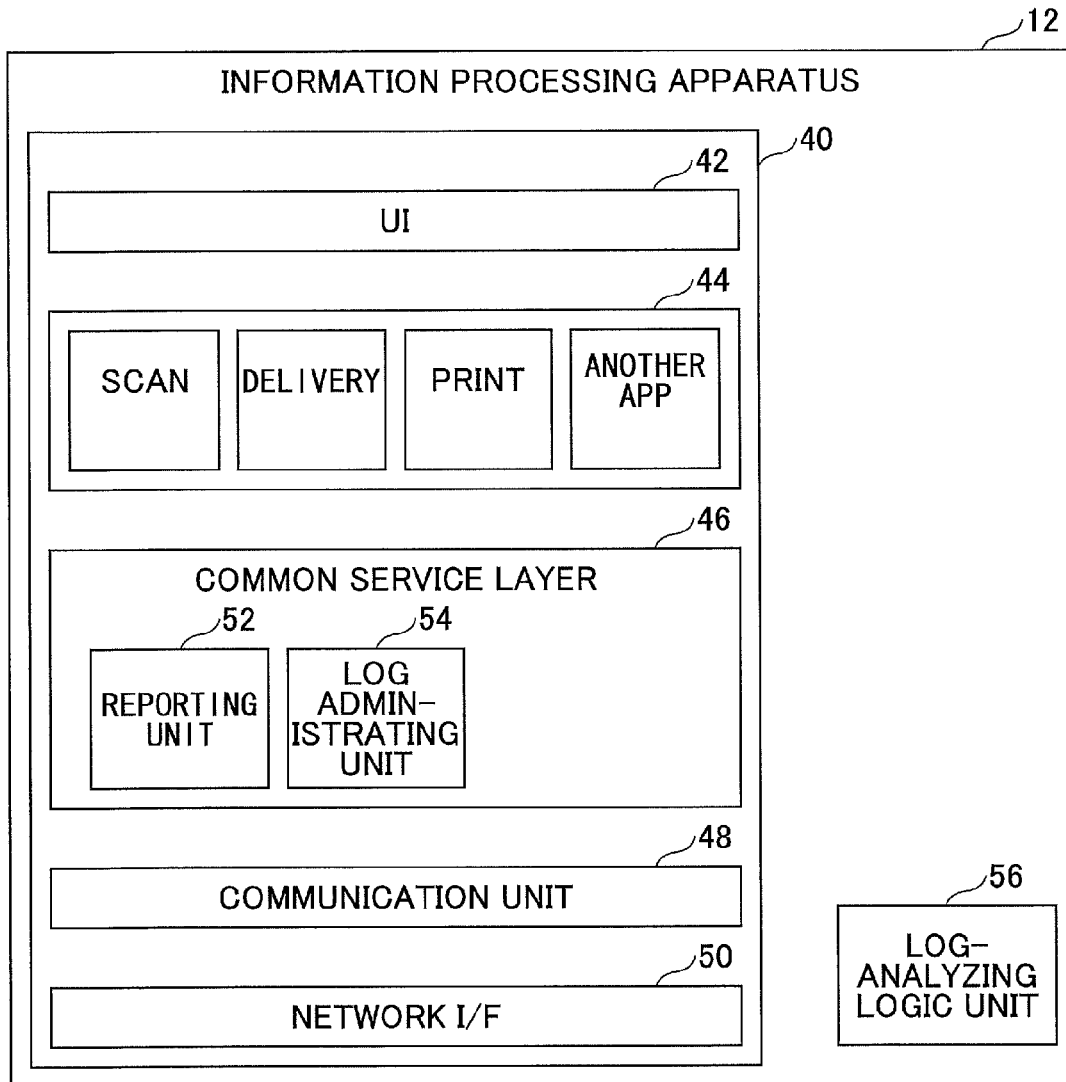 12
INFORMATION PROCESSING APPARATUS
40
42
UI
44
SCAN
DELIVERY
PRINT
ANOTHER
APP
46
COMMON SERVICE LAYER
52
54
REPORTING
UNIT
LOG
ADMIN-
ISTRATING
UNIT
48
COMMUNICATION UNIT
56
LOG-
ANALYZING
LOGIC UNIT
50
NETWORK I/F